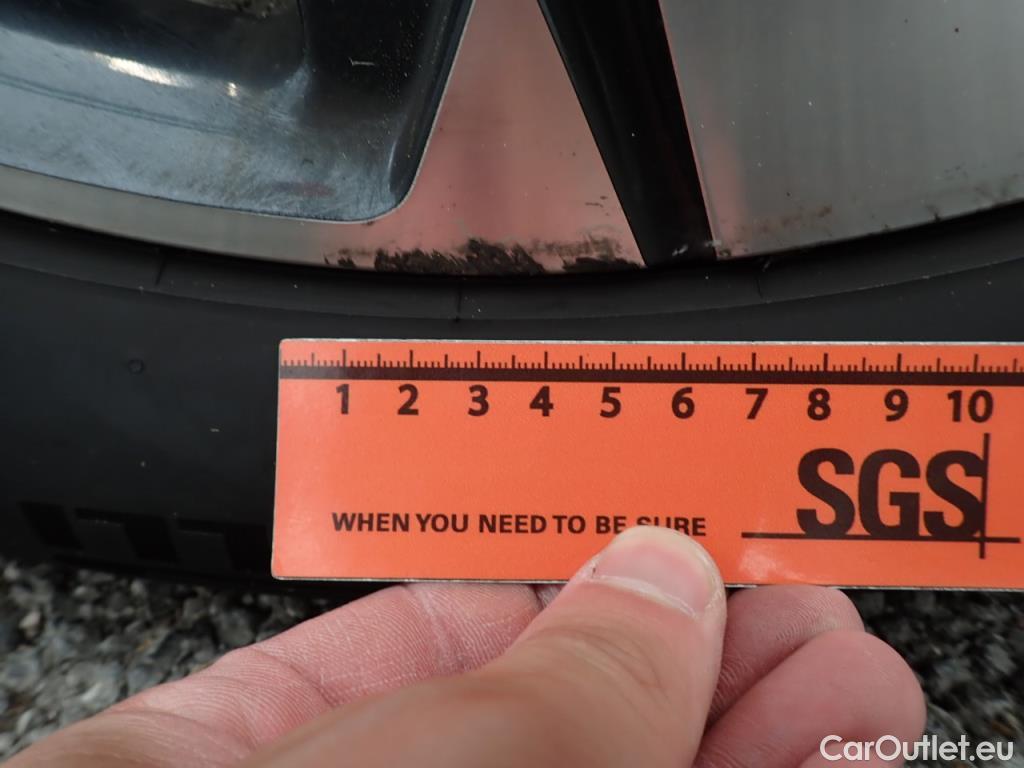 1 2 3 4 5 6 7 8 9 10
SGS
WHEN YOU NEED TO BE SURE
CarOutlet.eu